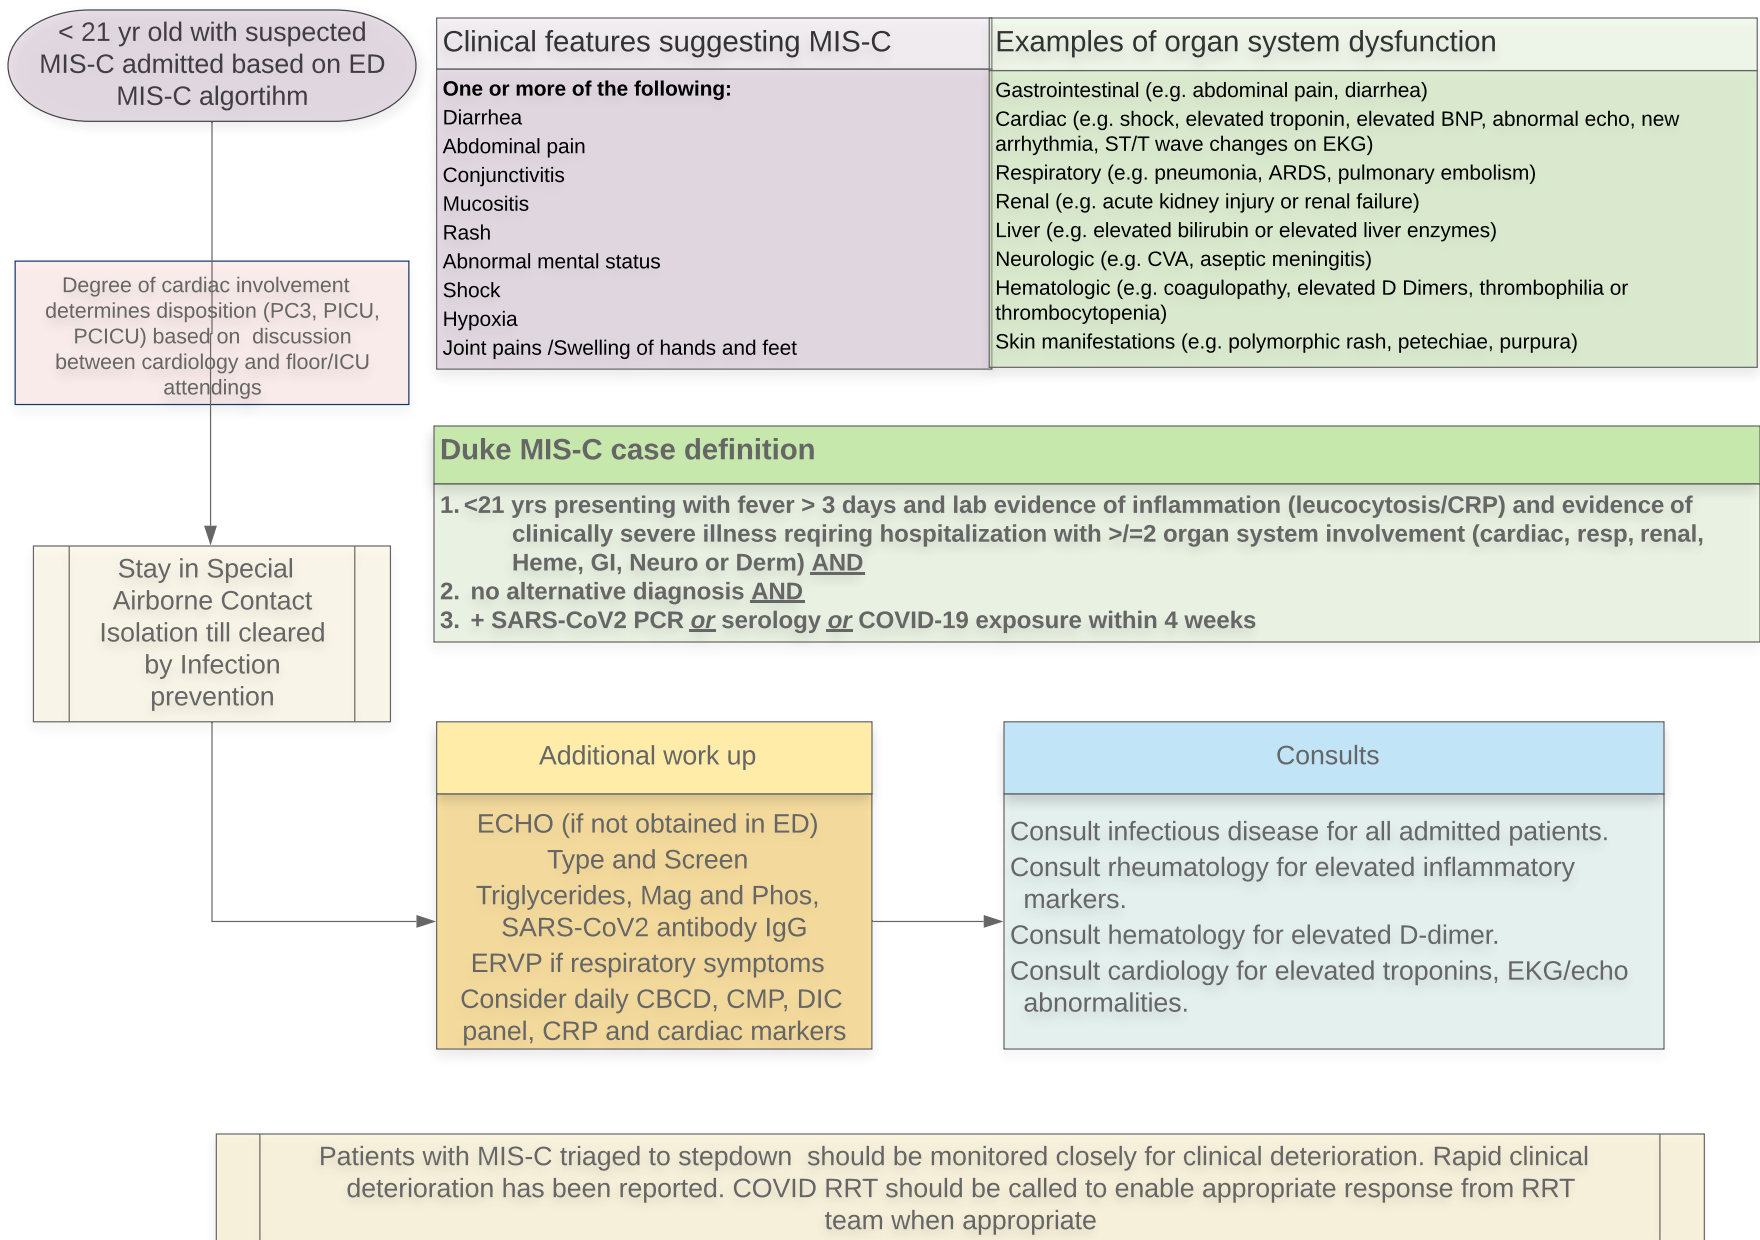 < 21 yr old with suspected
MIS-C admitted based on ED
MIS-C algortihm
Clinical features suggesting MIS-C
One or more of the following:
Diarrhea
Abdominal pain
Conjunctivitis
Mucositis
Rash
Abnormal mental status
Shock
Hypoxia
Joint pains /Swelling of hands and feet
Examples of organ system dysfunction
Gastrointestinal (e.g. abdominal pain, diarrhea)
Cardiac (e.g. shock, elevated troponin, elevated BNP, abnormal echo, new
arrhythmia, ST/T wave changes on EKG)
Respiratory (e.g. pneumonia, ARDS, pulmonary embolism)
Renal (e.g. acute kidney injury or renal failure)
Liver (e.g. elevated bilirubin or elevated liver enzymes)
Neurologic (e.g. CVA, aseptic meningitis)
Hematologic (e.g. coagulopathy, elevated D Dimers, thrombophilia or
thrombocytopenia)
Skin manifestations (e.g. polymorphic rash, petechiae, purpura)
Degree of cardiac involvement
determines disposition (PC3, PICU,
PCICU) based on discussion
between cardiology and floor/ICU
attendings
Duke MIS-C case definition
1. <21 yrs presenting with fever > 3 days and lab evidence of inflammation (leucocytosis/CRP) and evidence of
clinically severe illness reqiring hospitalization with >/=2 organ system involvement (cardiac, resp, renal,
Heme, GI, Neuro or Derm) AND
2. no alternative diagnosis AND
3. + SARS-CoV2 PCR or serology or COVID-19 exposure within 4 weeks
Stay in Special
Airborne Contact
Isolation till cleared
by Infection
prevention
Additional work up
ECHO (if not obtained in ED)
Type and Screen
Triglycerides, Mag and Phos,
SARS-CoV2 antibody IgG
ERVP if respiratory symptoms
Consider daily CBCD, CMP, DIC
panel, CRP and cardiac markers
Consults
Consult infectious disease for all admitted patients.
Consult rheumatology for elevated inflammatory
markers.
Consult hematology for elevated D-dimer.
Consult cardiology for elevated troponins, EKG/echo
abnormalities.
Patients with MIS-C triaged to stepdown should be monitored closely for clinical deterioration. Rapid clinical
deterioration has been reported. COVID RRT should be called to enable appropriate response from RRT
team when appropriate